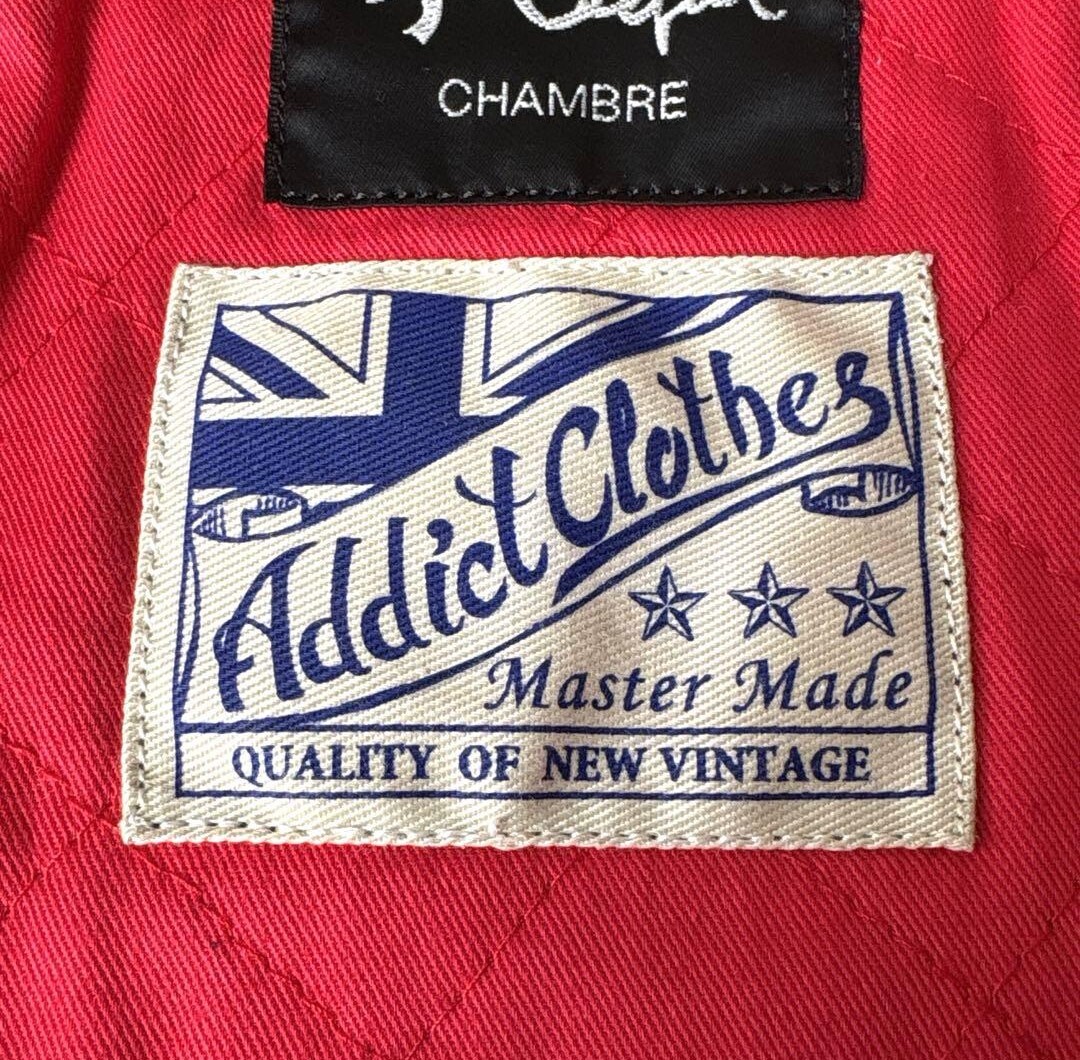 CHAMBRE
Addict Clothes
Master Made
QUALITY OF NEW VINTAGE